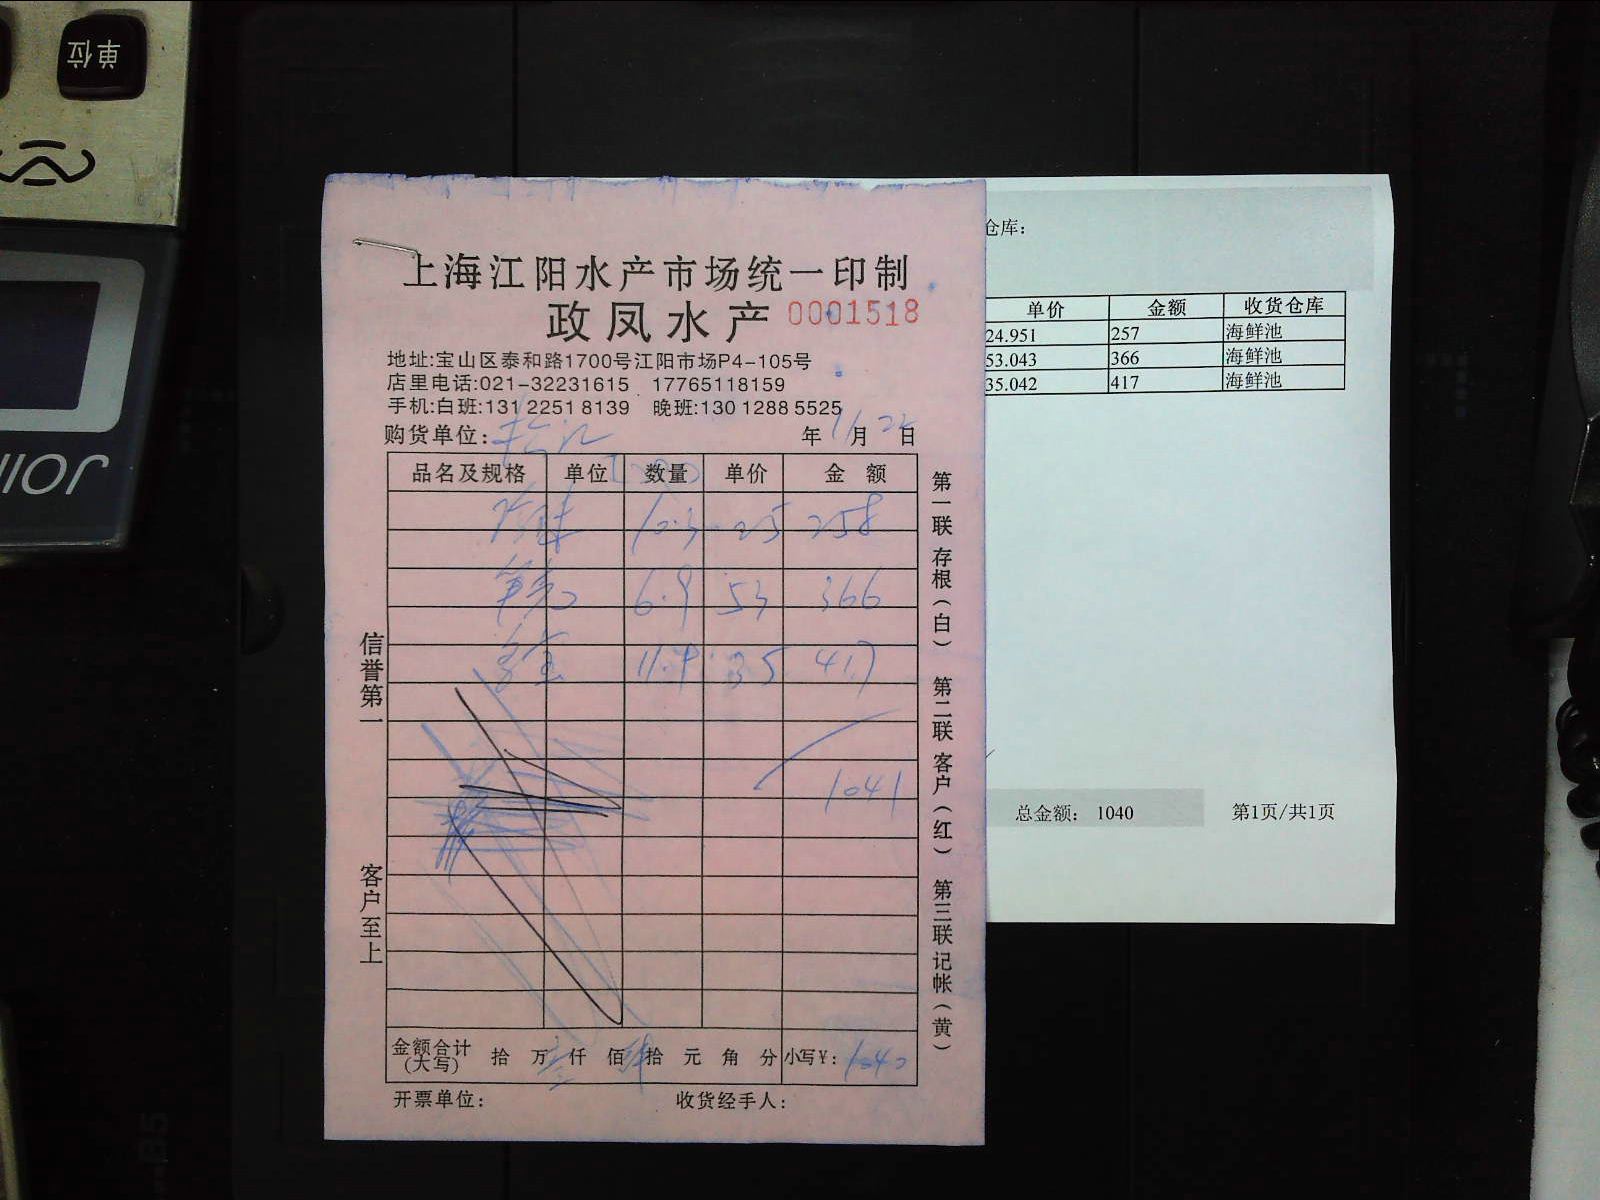 单位
上海江阳水产市场统一印制
政凤水产 0001518
地址:宝山区泰和路1700号江阳市场P4-105号
店里电话:021-32231615 17765118159
手机:白班:131 2251 8139 晚班:130 1288 5525
购货单位: 年 11 月 22 日
品名及规格 单位 数量 单价 金额
10.3 25 258
6.9 53 366
11.9 35 417
1041
金额合计(大写) 拾 万 仟 佰 拾 元 角 分 小写¥: 1040
开票单位: 收货经手人:
信誉第一
客户至上
第一联 存根(白) 第二联 客户(红) 第三联 记帐(黄)
仓库:
单价 金额 收货仓库
24.951 257 海鲜池
53.043 366 海鲜池
35.042 417 海鲜池
总金额: 1040 第1页/共1页